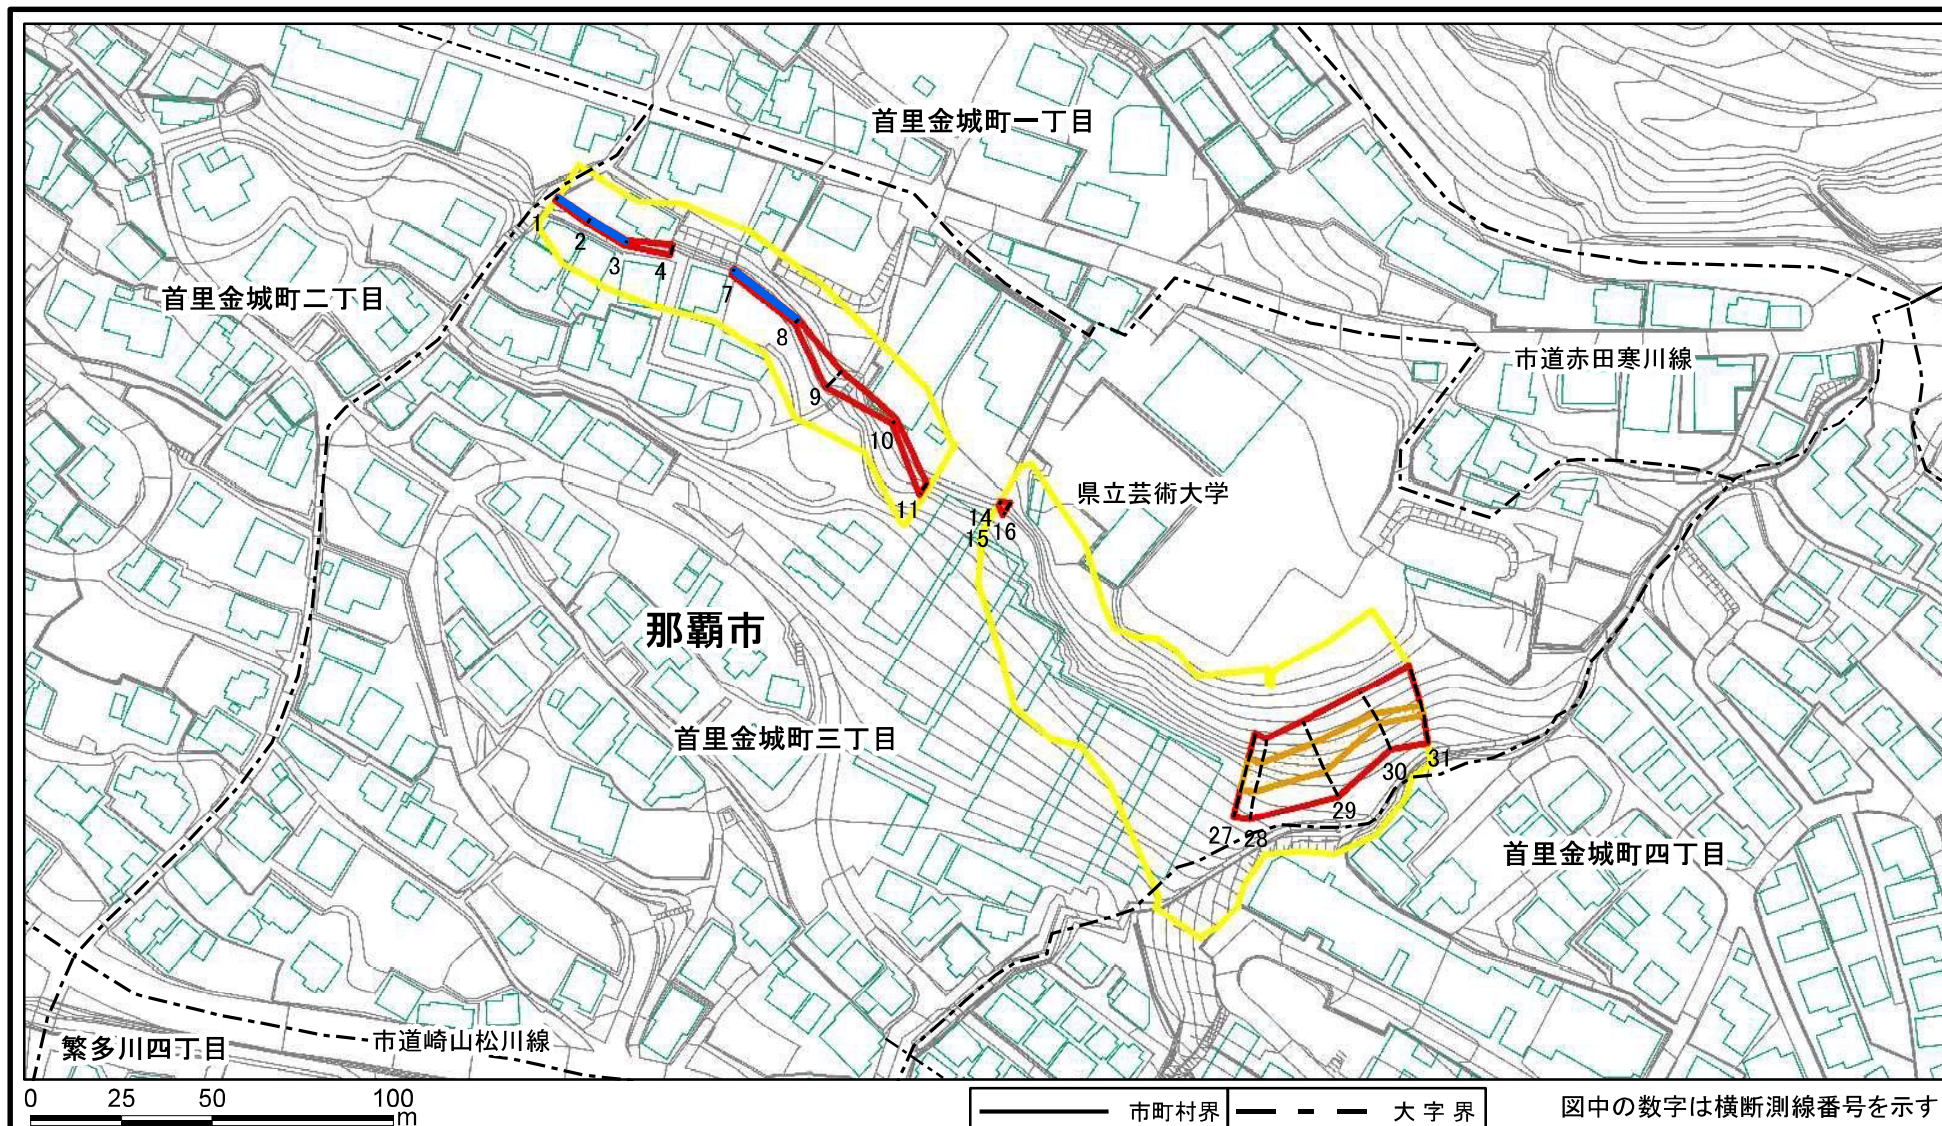 首里金城町一丁目
1
2
3
4
7
首里金城町二丁目
8
市道赤田寒川線
9
10
県立芸術大学
11
14
16
15
那覇市
首里金城町三丁目
31
30
29
27
28
首里金城町四丁目
市道崎山松川線
繁多川四丁目
0 25 50 100
m
市町村界
大字界
図中の数字は横断測線番号を示す